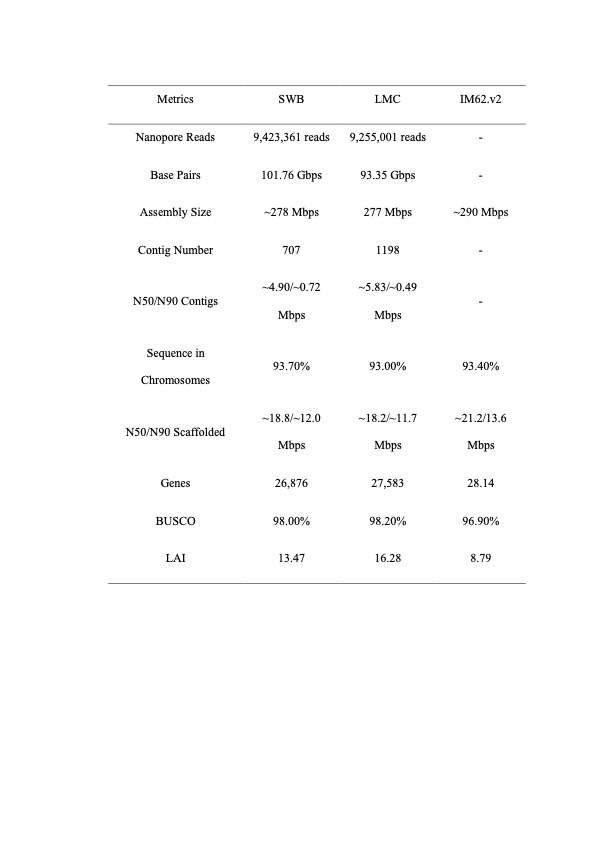 Metrics SWB LMC IM62.v2
Nanopore Reads 9,423,361 reads 9,255,001 reads -
Base Pairs 101.76 Gbps 93.35 Gbps -
Assembly Size ~278 Mbps 277 Mbps ~290 Mbps
Contig Number 707 1198 -
N50/N90 Contigs ~4.90/~0.72 Mbps ~5.83/~0.49 Mbps -
Sequence in Chromosomes 93.70% 93.00% 93.40%
N50/N90 Scaffolded ~18.8/~12.0 Mbps ~18.2/~11.7 Mbps ~21.2/13.6 Mbps
Genes 26,876 27,583 28.14
BUSCO 98.00% 98.20% 96.90%
LAI 13.47 16.28 8.79